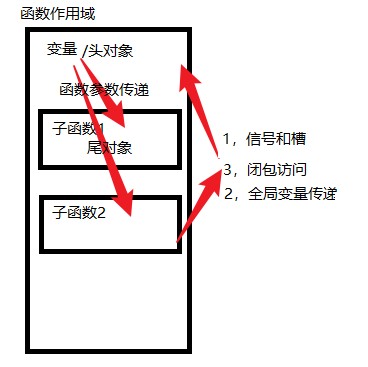 函数作用域
变量 /头对象
函数参数传递
子函数1
尾对象
子函数2
1，信号和槽
3，闭包访问
2，全局变量传递